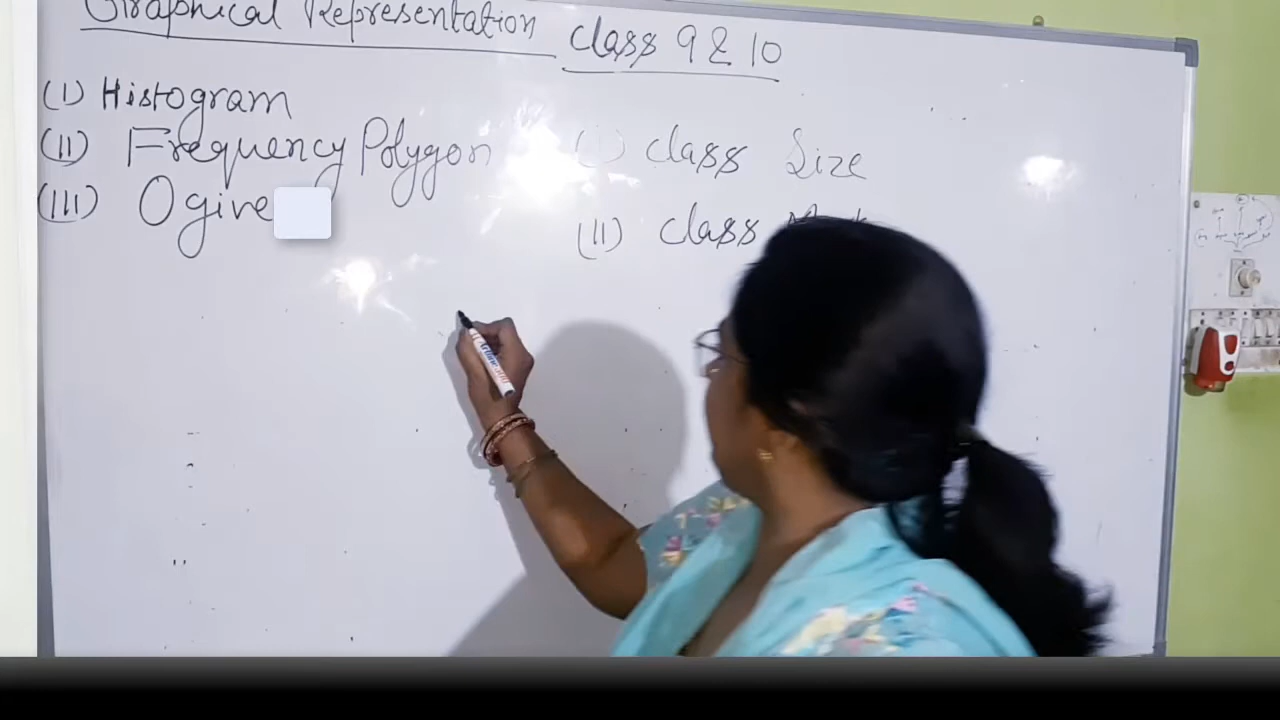 Graphical Representation class 9 & 10
(I) Histogram
(II) Frequency Polygon
(III) Ogive
(I) class Size
(II) class